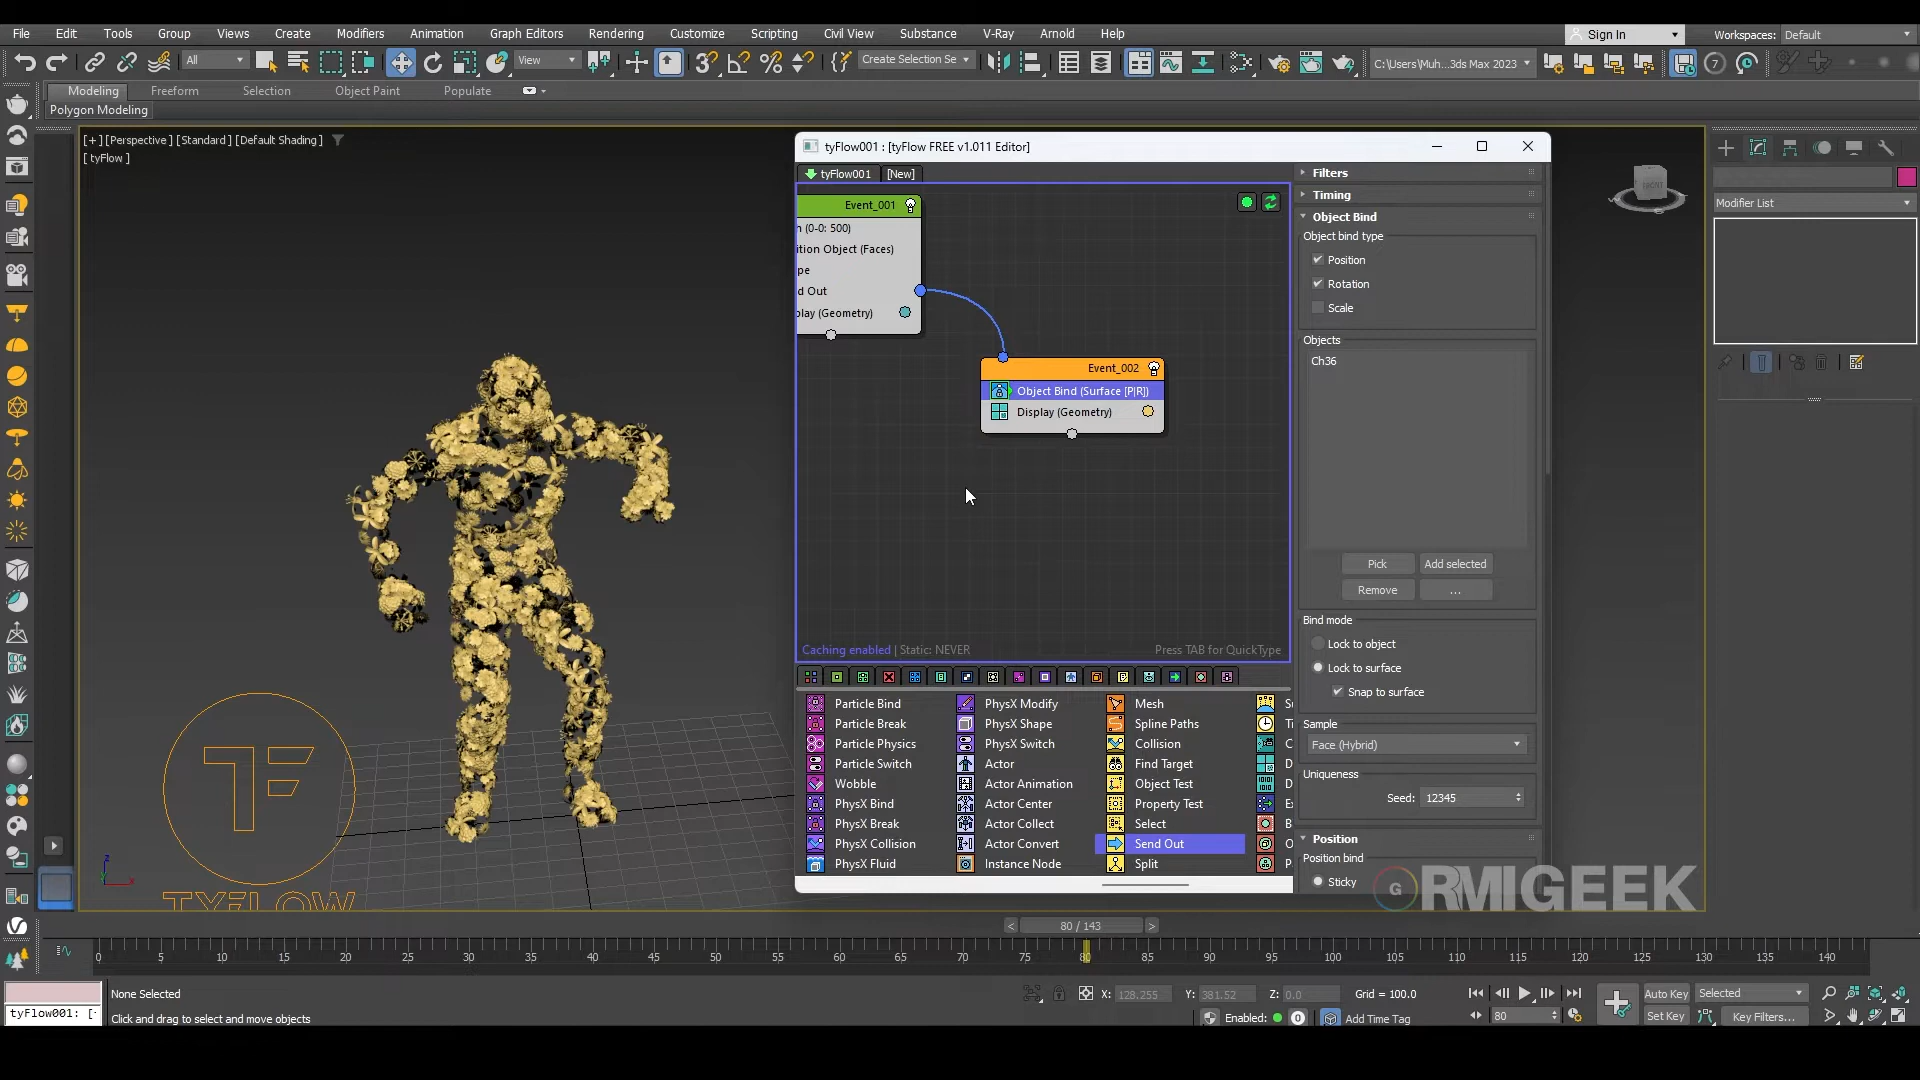 File Edit Tools Group Views Create Modifiers Animation Graph Editors Rendering Customize Scripting Civil View Substance V-Ray Arnold Help
Sign In
Workspaces: Default
All
View
Create Selection Se
C:\Users\Muh...3ds Max 2023
7
Modeling Freeform Selection Object Paint Populate
Polygon Modeling
[+] [Perspective] [Standard] [Default Shading]
[ tyFlow ]
FRONT
TF
TYFLOW
tyFlow001 : [tyFlow FREE v1.011 Editor]
tyFlow001 [New]
Event_001
n (0-0: 500)
ition Object (Faces)
pe
d Out
play (Geometry)
Event_002
Object Bind (Surface [P|R])
Display (Geometry)
Caching enabled | Static: NEVER
Press TAB for QuickType
Particle Bind
Particle Break
Particle Physics
Particle Switch
Wobble
PhysX Bind
PhysX Break
PhysX Collision
PhysX Fluid
PhysX Modify
PhysX Shape
PhysX Switch
Actor
Actor Animation
Actor Center
Actor Collect
Actor Convert
Instance Node
Mesh
Spline Paths
Collision
Find Target
Object Test
Property Test
Select
Send Out
Split
Filters
Timing
Object Bind
Object bind type
Position
Rotation
Scale
Objects
Ch36
Pick Add selected
Remove ...
Bind mode
Lock to object
Lock to surface
Snap to surface
Sample
Face (Hybrid)
Uniqueness
Seed: 12345
Position
Position bind
Sticky
G RMIGEEK
Modifier List
80 / 143
0 5 10 15 20 25 30 35 40 45 50 55 60 65 70 75 80 85 90 95 100 105 110 115 120 125 130 135 140
None Selected
X: 128.255 Y: 381.52 Z: 0.0 Grid = 100.0
Auto Key Selected
tyFlow001: [-
Click and drag to select and move objects
Enabled: 0 Add Time Tag
80
Set Key Key Filters...